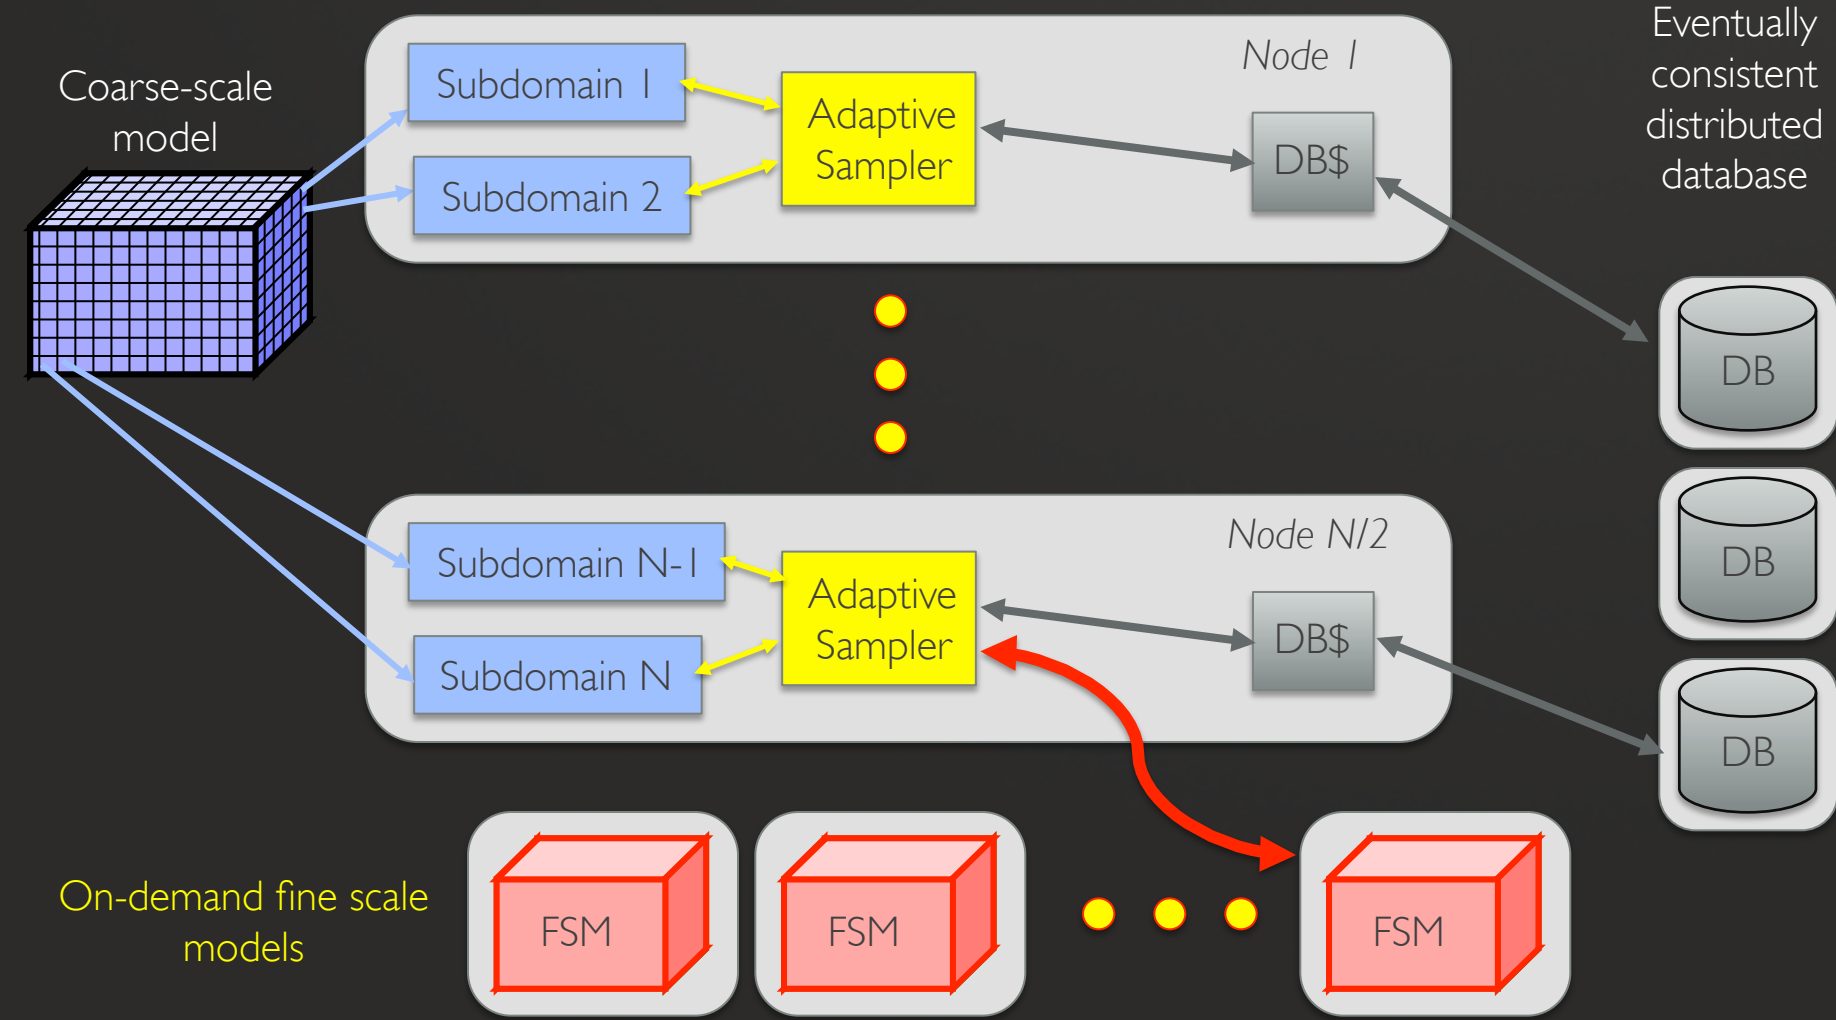 Coarse-scale
model
Subdomain 1
Subdomain 2
Adaptive
Sampler
Node 1
DB$
Eventually
consistent
distributed
database
DB
DB
DB
Subdomain N-1
Subdomain N
Adaptive
Sampler
Node N/2
DB$
On-demand fine scale
models
FSM
FSM
FSM